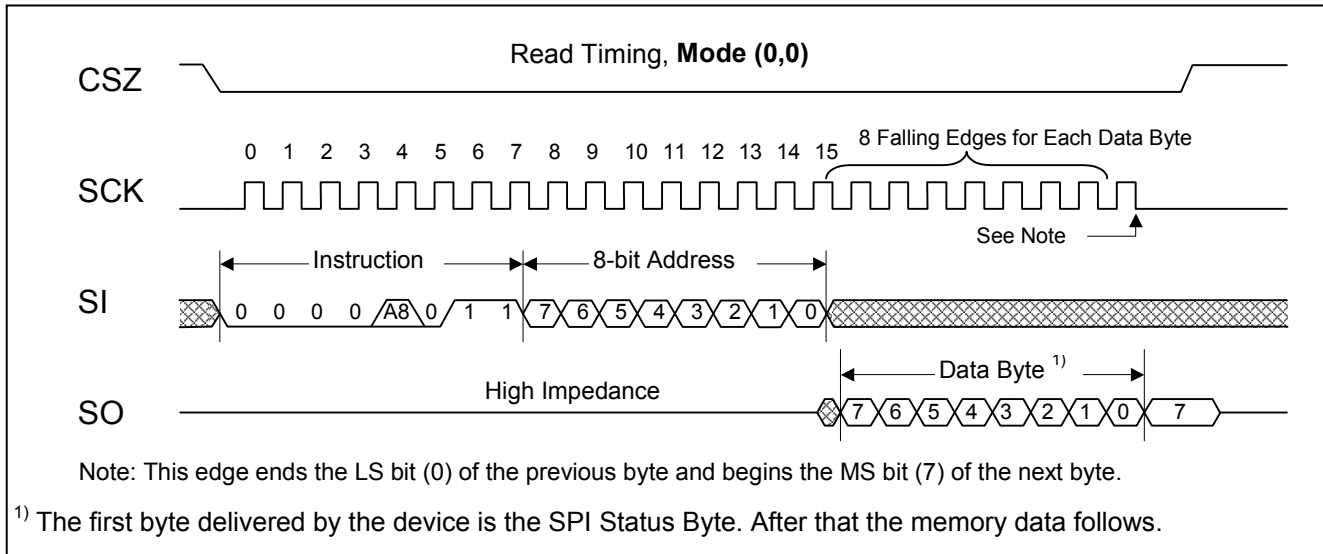 Read Timing, Mode (0,0)
CSZ
8 Falling Edges for Each Data Byte
0 1 2 3 4 5 6 7 8 9 10 11 12 13 14 15
SCK
See Note
Instruction 8-bit Address
SI
0 0 0 0 A8 0 1 1 7 6 5 4 3 2 1 0
Data Byte 1)
High Impedance
SO
7 6 5 4 3 2 1 0 7
Note: This edge ends the LS bit (0) of the previous byte and begins the MS bit (7) of the next byte.
1) The first byte delivered by the device is the SPI Status Byte. After that the memory data follows.